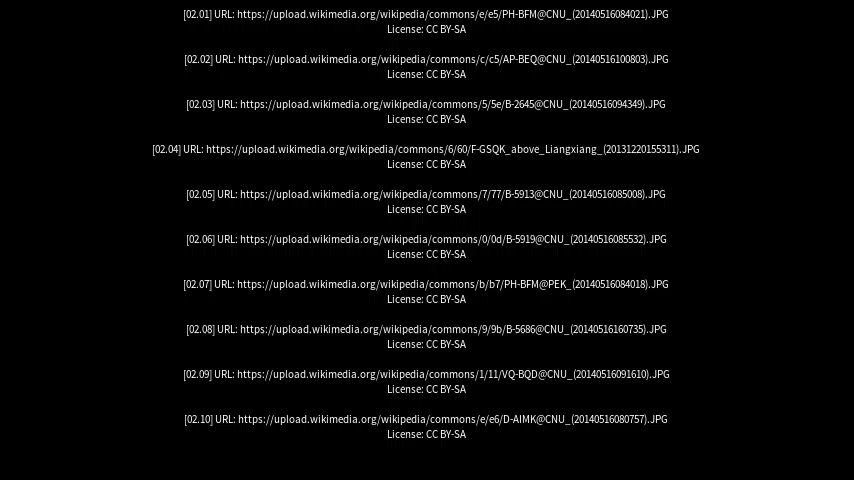 [02.01] URL: https://upload.wikimedia.org/wikipedia/commons/e/e5/PH-BFM@CNU_(20140516084021).JPG
License: CC BY-SA
[02.02] URL: https://upload.wikimedia.org/wikipedia/commons/c/c5/AP-BEQ@CNU_(20140516100803).JPG
License: CC BY-SA
[02.03] URL: https://upload.wikimedia.org/wikipedia/commons/5/5e/B-2645@CNU_(20140516094349).JPG
License: CC BY-SA
[02.04] URL: https://upload.wikimedia.org/wikipedia/commons/6/60/F-GSQK_above_Liangxiang_(20131220155311).JPG
License: CC BY-SA
[02.05] URL: https://upload.wikimedia.org/wikipedia/commons/7/77/B-5913@CNU_(20140516085008).JPG
License: CC BY-SA
[02.06] URL: https://upload.wikimedia.org/wikipedia/commons/0/0d/B-5919@CNU_(20140516085532).JPG
License: CC BY-SA
[02.07] URL: https://upload.wikimedia.org/wikipedia/commons/b/b7/PH-BFM@PEK_(20140516084018).JPG
License: CC BY-SA
[02.08] URL: https://upload.wikimedia.org/wikipedia/commons/9/9b/B-5686@CNU_(20140516160735).JPG
License: CC BY-SA
[02.09] URL: https://upload.wikimedia.org/wikipedia/commons/1/11/VQ-BQD@CNU_(20140516091610).JPG
License: CC BY-SA
[02.10] URL: https://upload.wikimedia.org/wikipedia/commons/e/e6/D-AIMK@CNU_(20140516080757).JPG
License: CC BY-SA